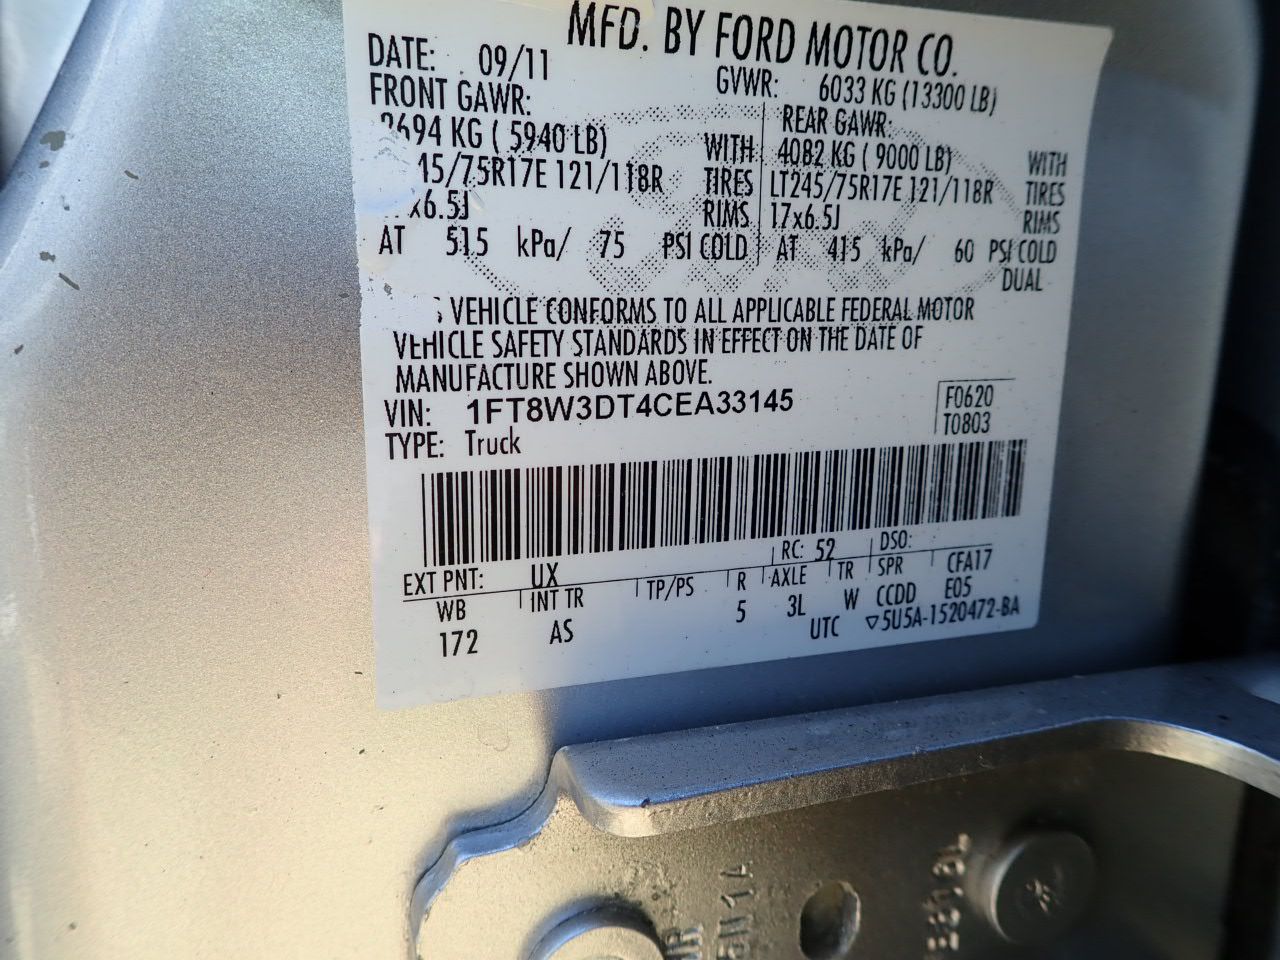 MFD. BY FORD MOTOR CO.
DATE: 09/11 GVWR: 6033 KG (13300 LB)
FRONT GAWR: REAR GAWR:
2694 KG ( 5940 LB) WITH 4082 KG ( 9000 LB) WITH
45/75R17E 121/118R TIRES LT245/75R17E 121/118R TIRES
x6.5J RIMS 17x6.5J RIMS
AT 515 kPa/ 75 PSI COLD AT 415 kPa/ 60 PSI COLD
DUAL
S VEHICLE CONFORMS TO ALL APPLICABLE FEDERAL MOTOR
VEHICLE SAFETY STANDARDS IN EFFECT ON THE DATE OF
MANUFACTURE SHOWN ABOVE.
VIN: 1FT8W3DT4CEA33145 F0620
TYPE: Truck T0803
EXT PNT: UX RC: 52 DSO:
WB INT TR TP/PS R AXLE TR SPR CFA17
172 AS 5 3L W CCDD E05
UTC ▽5U5A-1520472-BA